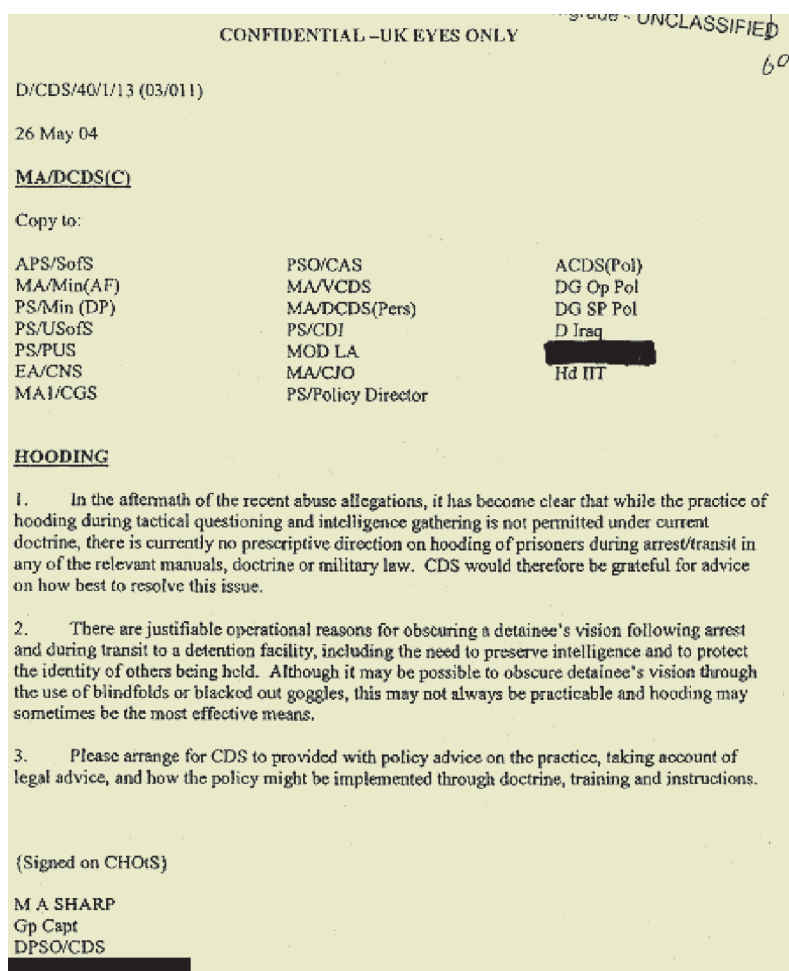 UNCLASSIFIED
CONFIDENTIAL –UK EYES ONLY
60
D/CDS/40/1/13 (03/011)
26 May 04
MA/DCDS(C)
Copy to:
APS/SofS PSO/CAS ACDS(Pol)
MA/Min(AF) MA/VCDS DG Op Pol
PS/Min (DP) MA/DCDS(Pers) DG SP Pol
PS/USofS PS/CDI D Iraq
PS/PUS MOD LA
EA/CNS MA/CJO Hd IIT
MA1/CGS PS/Policy Director
HOODING
1. In the aftermath of the recent abuse allegations, it has become clear that while the practice of
hooding during tactical questioning and intelligence gathering is not permitted under current
doctrine, there is currently no prescriptive direction on hooding of prisoners during arrest/transit in
any of the relevant manuals, doctrine or military law. CDS would therefore be grateful for advice
on how best to resolve this issue.
2. There are justifiable operational reasons for obscuring a detainee's vision following arrest
and during transit to a detention facility, including the need to preserve intelligence and to protect
the identity of others being held. Although it may be possible to obscure detainee's vision through
the use of blindfolds or blacked out goggles, this may not always be practicable and hooding may
sometimes be the most effective means.
3. Please arrange for CDS to provided with policy advice on the practice, taking account of
legal advice, and how the policy might be implemented through doctrine, training and instructions.
{Signed on CHOtS}
M A SHARP
Gp Capt
DPSO/CDS